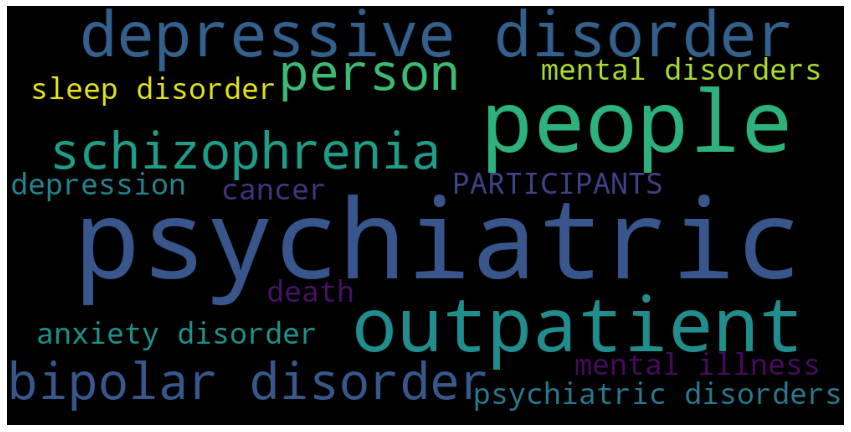 depressive disorder
sleep disorder
person
mental disorders
people
schizophrenia
depression
cancer
PARTICIPANTS
psychiatric
death
anxiety disorder
outpatient
bipolar disorder
mental illness
psychiatric disorders